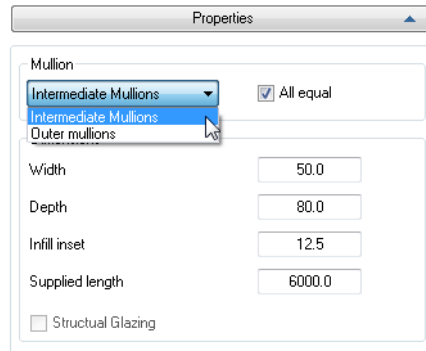 Properties
Mullion
Intermediate Mullions
All equal
Intermediate Mullions
Outer mullions
Width 50.0
Depth 80.0
Infill inset 12.5
Supplied length 6000.0
Structual Glazing